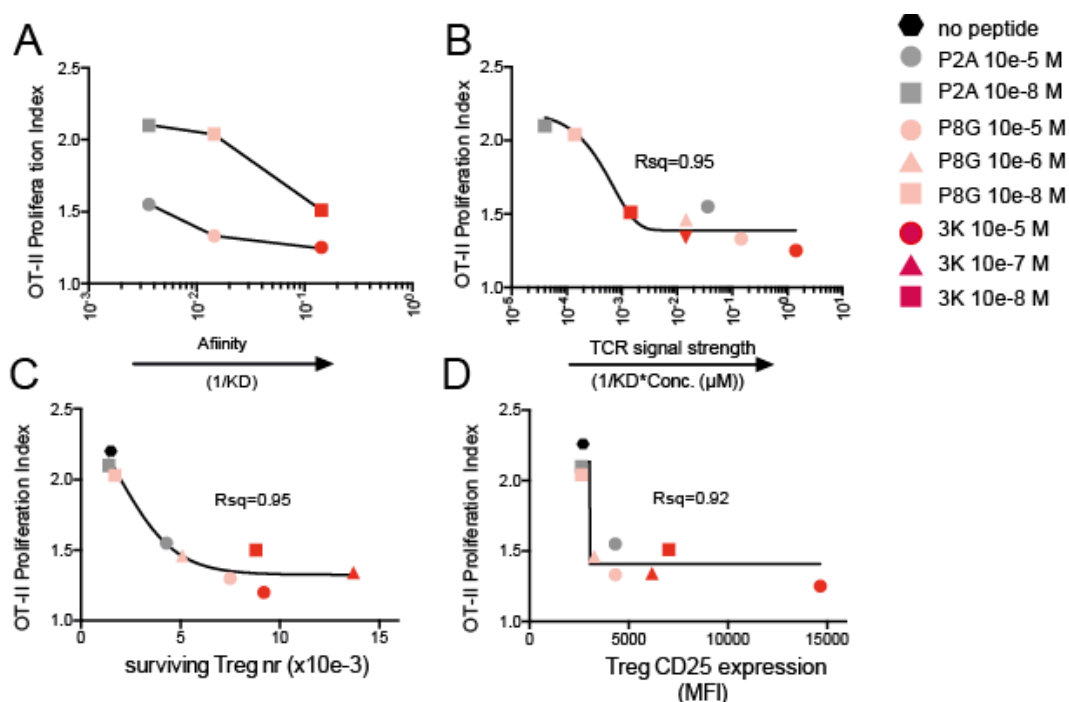 A
OT-II Prolifera tion Index
2.5
2.0
1.5
1.0
10-3
10-2
10-1
100
Afiinity
(1/KD)
B
OT-II Proliferation Index
2.5
2.0
1.5
1.0
Rsq=0.95
10-5
10-4
10-3
10-2
10-1
100
101
TCR signal strength
(1/KD*Conc. (µM))
no peptide
P2A 10e-5 M
P2A 10e-8 M
P8G 10e-5 M
P8G 10e-6 M
P8G 10e-8 M
3K 10e-5 M
3K 10e-7 M
3K 10e-8 M
C
OT-II Proliferation Index
2.5
2.0
1.5
1.0
Rsq=0.95
0
5
10
15
surviving Treg nr (x10e-3)
D
OT-II Proliferation Index
2.5
2.0
1.5
1.0
Rsq=0.92
0
5000
10000
15000
Treg CD25 expression
(MFI)